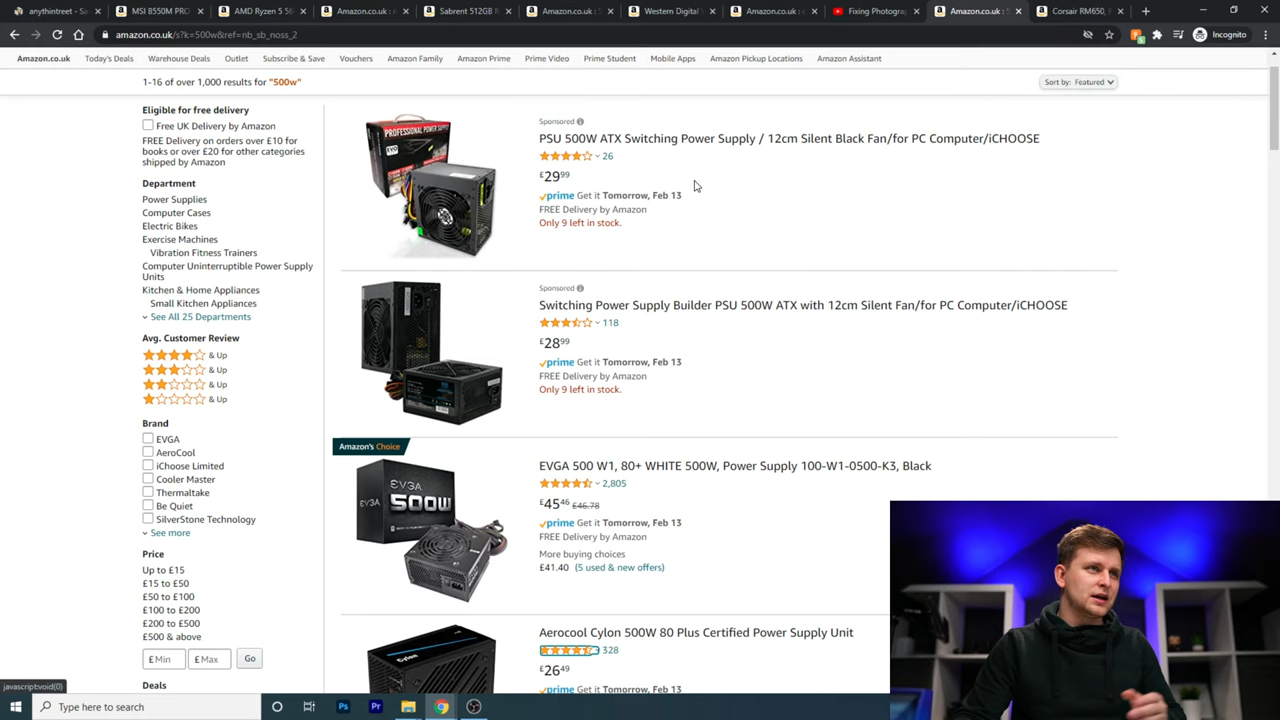 anythintreet - Sa
MSI B550M PRO
AMD Ryzen 5 56
Amazon.co.uk : c
Sabrent 512GB R
Amazon.co.uk : 
Western Digital
Amazon.co.uk :
Fixing Photograp
Amazon.co.uk : 5
Corsair RM650,
amazon.co.uk/s?k=500w&ref=nb_sb_noss_2
Incognito
Amazon.co.uk
Today's Deals
Warehouse Deals
Outlet
Subscribe & Save
Vouchers
Amazon Family
Amazon Prime
Prime Video
Prime Student
Mobile Apps
Amazon Pickup Locations
Amazon Assistant
1-16 of over 1,000 results for "500w"
Sort by: Featured
Eligible for free delivery
Free UK Delivery by Amazon
FREE Delivery on orders over £10 for
books or over £20 for other categories
shipped by Amazon
Department
Power Supplies
Computer Cases
Electric Bikes
Exercise Machines
Vibration Fitness Trainers
Computer Uninterruptible Power Supply
Units
Kitchen & Home Appliances
Small Kitchen Appliances
See All 25 Departments
Avg. Customer Review
& Up
& Up
& Up
& Up
Brand
EVGA
AeroCool
iChoose Limited
Cooler Master
Thermaltake
Be Quiet
SilverStone Technology
See more
Price
Up to £15
£15 to £50
£50 to £100
£100 to £200
£200 to £500
£500 & above
£ Min
£ Max
Go
Deals
PROFESSIONAL POWER SUPPLY
Sponsored
PSU 500W ATX Switching Power Supply / 12cm Silent Black Fan/for PC Computer/iCHOOSE
26
£2999
prime Get it Tomorrow, Feb 13
FREE Delivery by Amazon
Only 9 left in stock.
Sponsored
Switching Power Supply Builder PSU 500W ATX with 12cm Silent Fan/for PC Computer/iCHOOSE
118
£2899
prime Get it Tomorrow, Feb 13
FREE Delivery by Amazon
Only 9 left in stock.
Amazon's Choice
EVGA
500W
EVGA 500 W1, 80+ WHITE 500W, Power Supply 100-W1-0500-K3, Black
2,805
£4546 £46.78
prime Get it Tomorrow, Feb 13
FREE Delivery by Amazon
More buying choices
£41.40 (5 used & new offers)
Cylon
Aerocool Cylon 500W 80 Plus Certified Power Supply Unit
328
£2649
prime Get it Tomorrow, Feb 13
javascript:void(0)
Type here to search
Ps
Pr